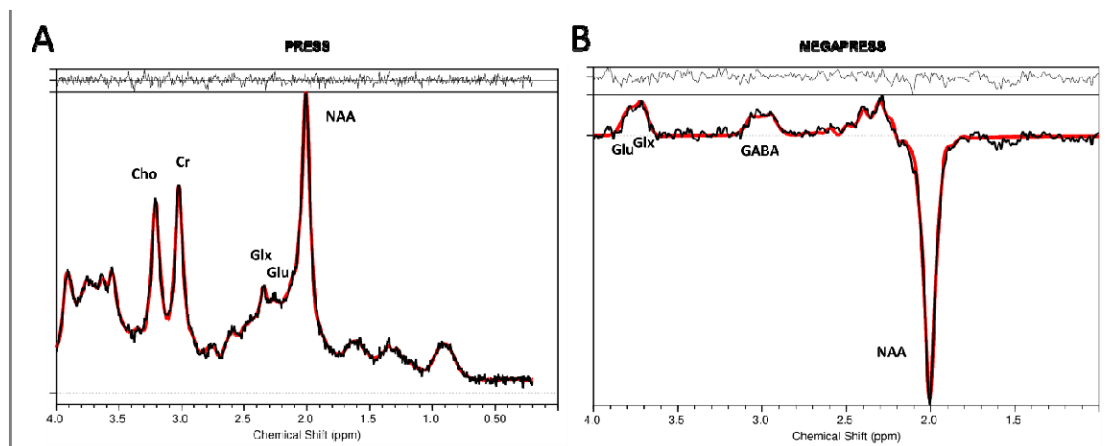 A
PRESS
NAA
Cho
Cr
Glx
Glu
4.0 3.5 3.0 2.5 2.0 1.5 1.0 0.50
Chemical Shift (ppm)
B
MEGAPRESS
Glu
Glx
GABA
NAA
4.0 3.5 3.0 2.5 2.0 1.5
Chemical Shift (ppm)